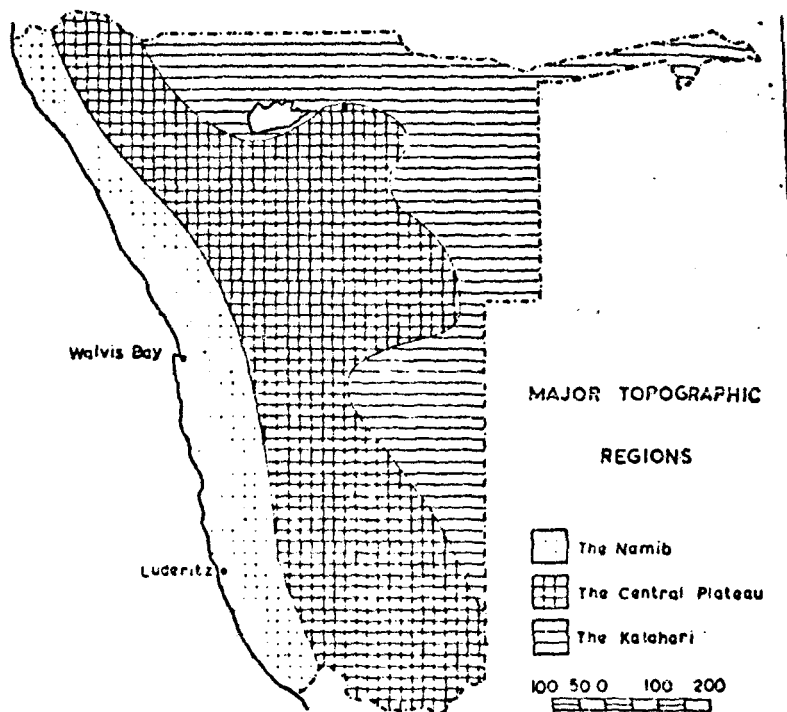 Walvis Bay
Luderitz
MAJOR TOPOGRAPHIC
REGIONS
The Namib
The Central Plateau
The Kalahari
100 50 0 100 200